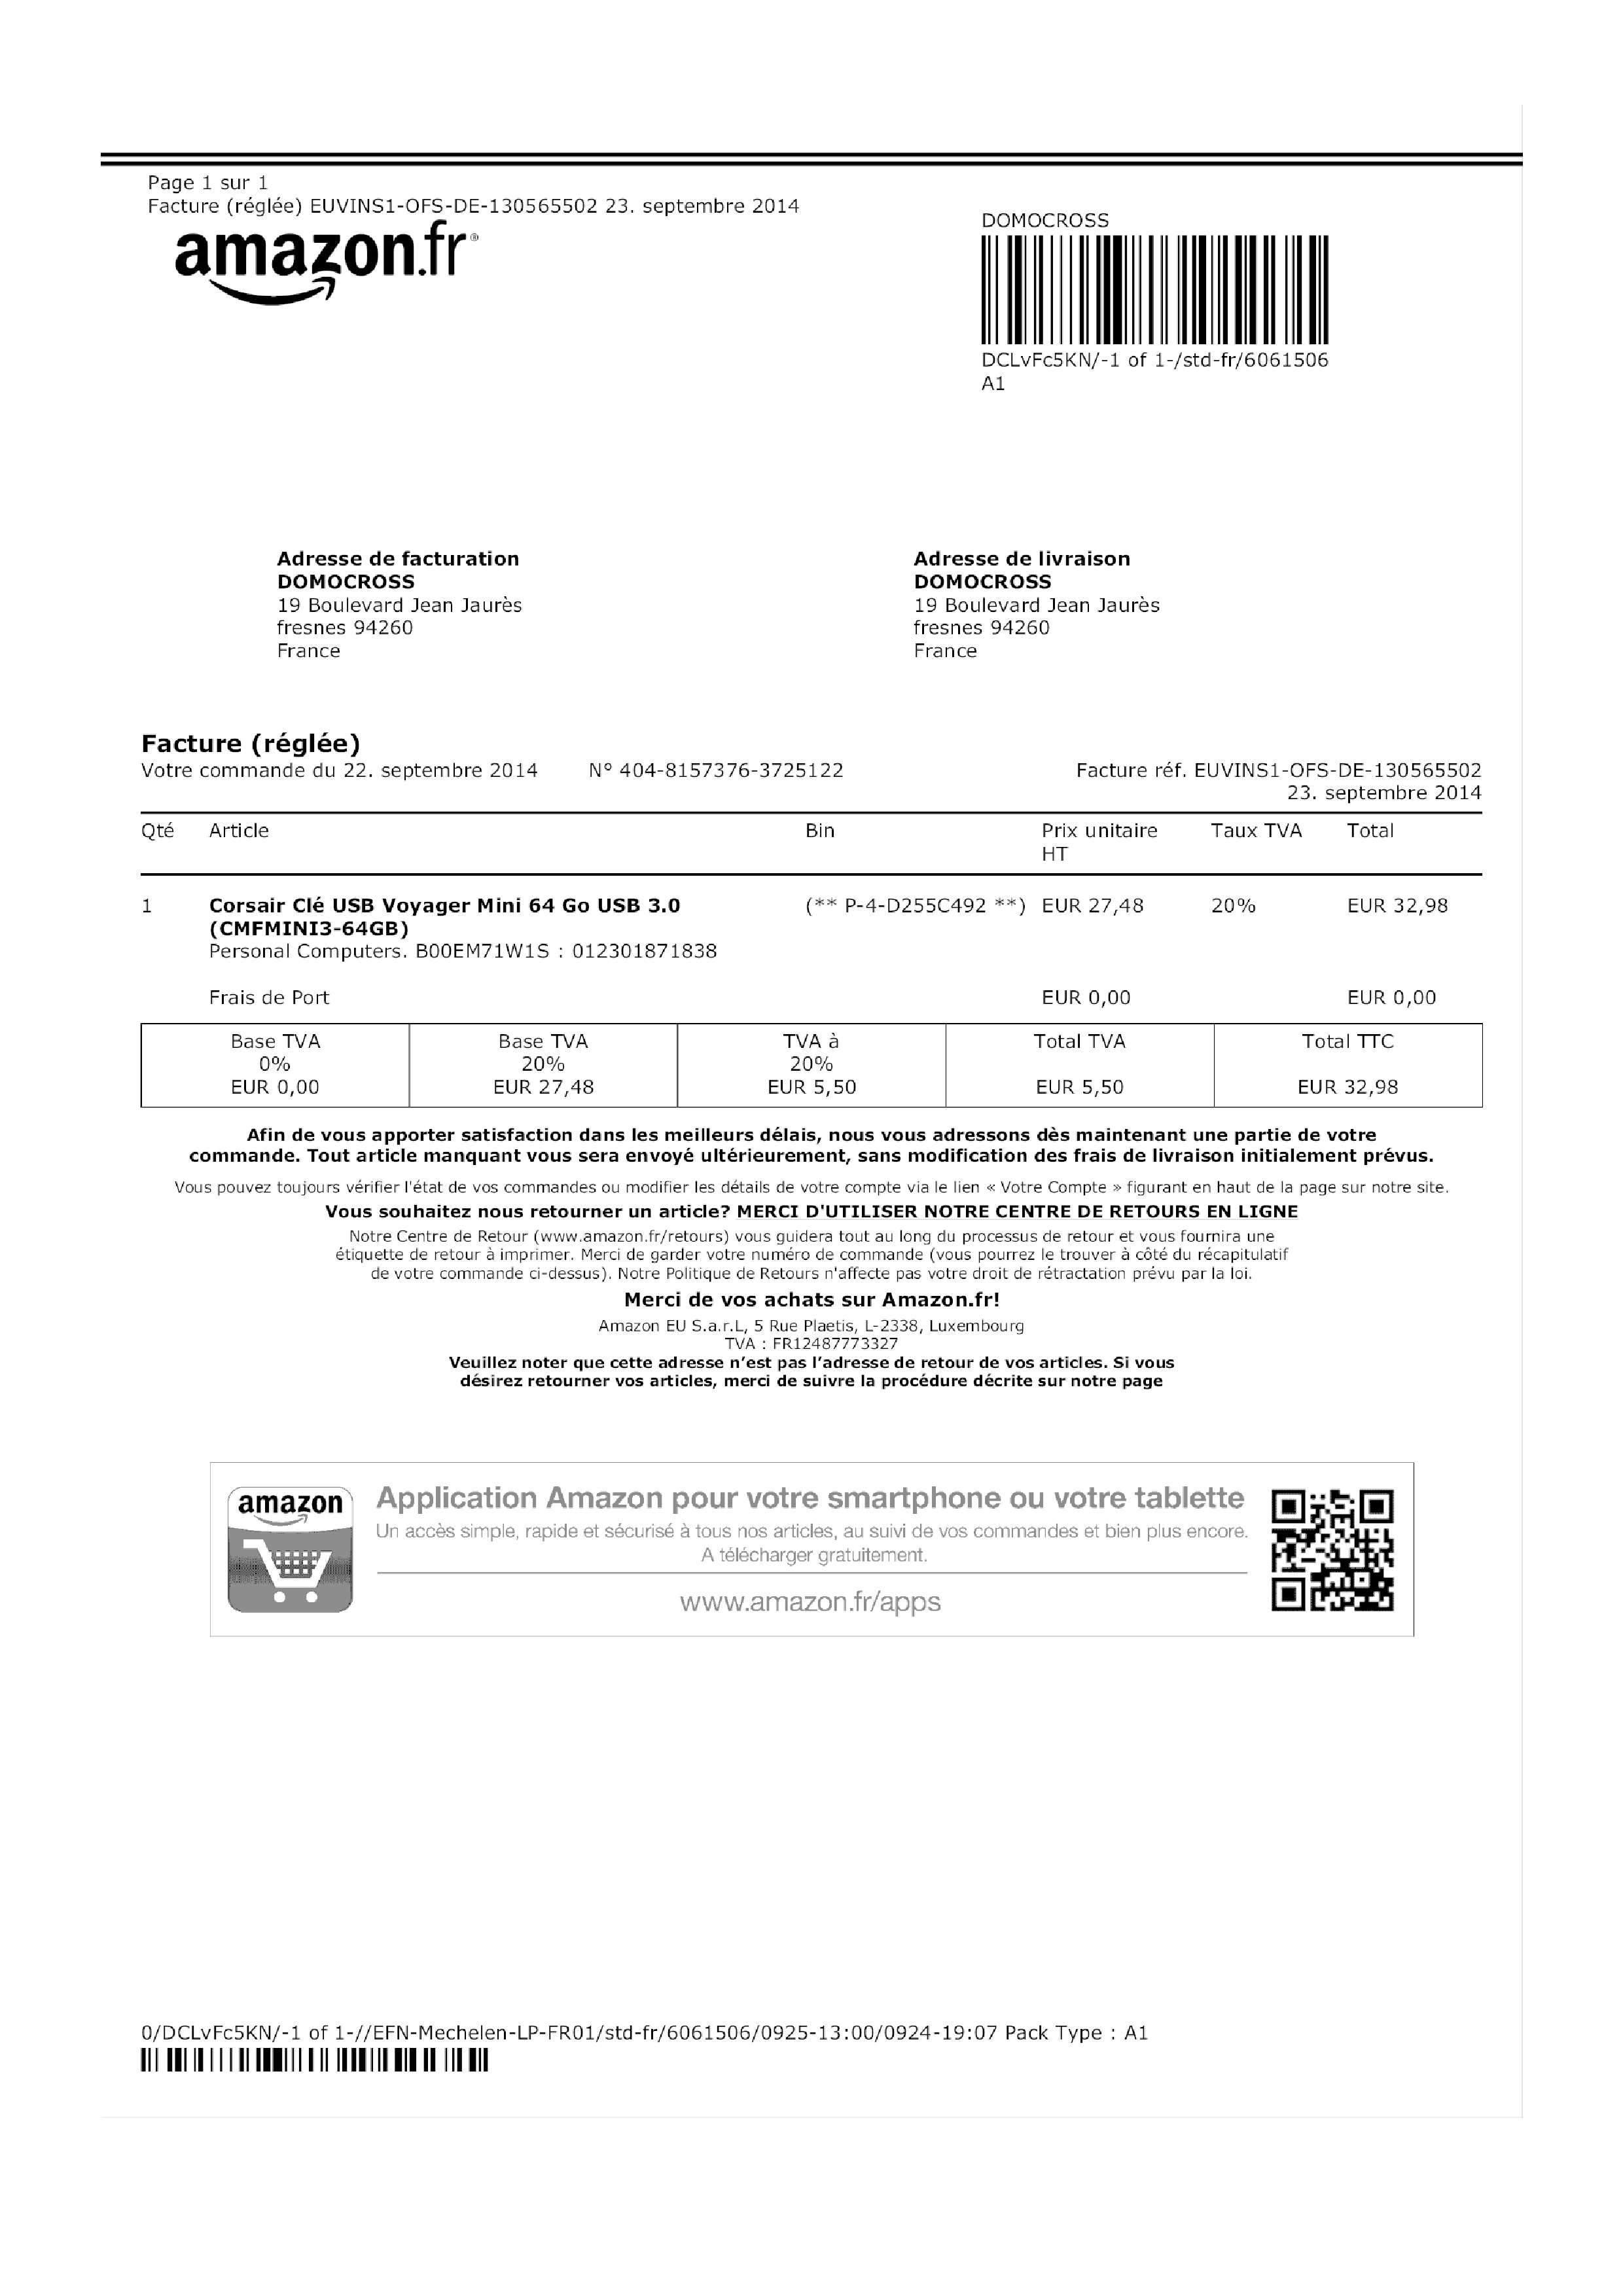 Page 1 sur 1
Facture (réglée) EUVINS1-OFS-DE-130565502 23. septembre 2014
amazon.fr®
DOMOCROSS
DCLvFc5KN/-1 of 1-/std-fr/6061506
A1
Adresse de facturation
DOMOCROSS
19 Boulevard Jean Jaurès
fresnes 94260
France
Adresse de livraison
DOMOCROSS
19 Boulevard Jean Jaurès
fresnes 94260
France
Facture (réglée)
Votre commande du 22. septembre 2014 N° 404-8157376-3725122 Facture réf. EUVINS1-OFS-DE-130565502
23. septembre 2014
Qté Article Bin Prix unitaire Taux TVA Total
HT
1 Corsair Clé USB Voyager Mini 64 Go USB 3.0 (** P-4-D255C492 **) EUR 27,48 20% EUR 32,98
(CMFMINI3-64GB)
Personal Computers. B00EM71W1S : 012301871838
Frais de Port EUR 0,00 EUR 0,00
Base TVA Base TVA TVA à Total TVA Total TTC
0% 20% 20%
EUR 0,00 EUR 27,48 EUR 5,50 EUR 5,50 EUR 32,98
Afin de vous apporter satisfaction dans les meilleurs délais, nous vous adressons dès maintenant une partie de votre
commande. Tout article manquant vous sera envoyé ultérieurement, sans modification des frais de livraison initialement prévus.
Vous pouvez toujours vérifier l'état de vos commandes ou modifier les détails de votre compte via le lien « Votre Compte » figurant en haut de la page sur notre site.
Vous souhaitez nous retourner un article? MERCI D'UTILISER NOTRE CENTRE DE RETOURS EN LIGNE
Notre Centre de Retour (www.amazon.fr/retours) vous guidera tout au long du processus de retour et vous fournira une
étiquette de retour à imprimer. Merci de garder votre numéro de commande (vous pourrez le trouver à côté du récapitulatif
de votre commande ci-dessus). Notre Politique de Retours n'affecte pas votre droit de rétractation prévu par la loi.
Merci de vos achats sur Amazon.fr!
Amazon EU S.a.r.L, 5 Rue Plaetis, L-2338, Luxembourg
TVA : FR12487773327
Veuillez noter que cette adresse n’est pas l’adresse de retour de vos articles. Si vous
désirez retourner vos articles, merci de suivre la procédure décrite sur notre page
amazon
Application Amazon pour votre smartphone ou votre tablette
Un accès simple, rapide et sécurisé à tous nos articles, au suivi de vos commandes et bien plus encore.
A télécharger gratuitement.
www.amazon.fr/apps
0/DCLvFc5KN/-1 of 1-//EFN-Mechelen-LP-FR01/std-fr/6061506/0925-13:00/0924-19:07 Pack Type : A1